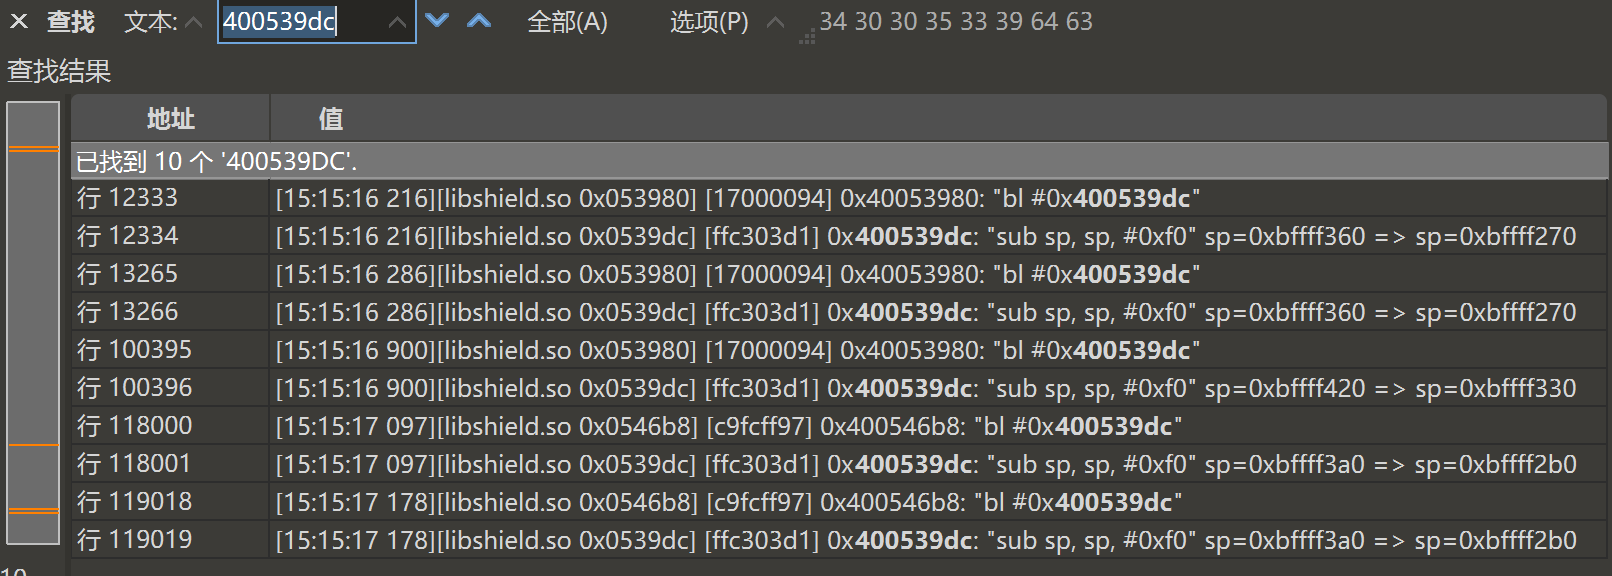 查找 文本: 400539dc 全部(A) 选项(P) 34 30 30 35 33 39 64 63
查找结果
地址 值
已找到 10 个 '400539DC'.
行 12333 [15:15:16 216][libshield.so 0x053980] [17000094] 0x40053980: "bl #0x400539dc"
行 12334 [15:15:16 216][libshield.so 0x0539dc] [ffc303d1] 0x400539dc: "sub sp, sp, #0xf0" sp=0xbffff360 => sp=0xbffff270
行 13265 [15:15:16 286][libshield.so 0x053980] [17000094] 0x40053980: "bl #0x400539dc"
行 13266 [15:15:16 286][libshield.so 0x0539dc] [ffc303d1] 0x400539dc: "sub sp, sp, #0xf0" sp=0xbffff360 => sp=0xbffff270
行 100395 [15:15:16 900][libshield.so 0x053980] [17000094] 0x40053980: "bl #0x400539dc"
行 100396 [15:15:16 900][libshield.so 0x0539dc] [ffc303d1] 0x400539dc: "sub sp, sp, #0xf0" sp=0xbffff420 => sp=0xbffff330
行 118000 [15:15:17 097][libshield.so 0x0546b8] [c9fcff97] 0x400546b8: "bl #0x400539dc"
行 118001 [15:15:17 097][libshield.so 0x0539dc] [ffc303d1] 0x400539dc: "sub sp, sp, #0xf0" sp=0xbffff3a0 => sp=0xbffff2b0
行 119018 [15:15:17 178][libshield.so 0x0546b8] [c9fcff97] 0x400546b8: "bl #0x400539dc"
行 119019 [15:15:17 178][libshield.so 0x0539dc] [ffc303d1] 0x400539dc: "sub sp, sp, #0xf0" sp=0xbffff3a0 => sp=0xbffff2b0